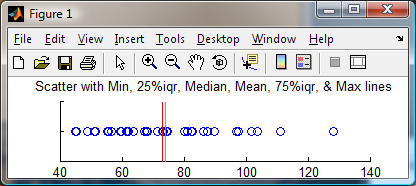 Figure 1
File Edit View Insert Tools Desktop Window Help
Scatter with Min, 25%iqr, Median, Mean, 75%iqr, & Max lines
40 60 80 100 120 140